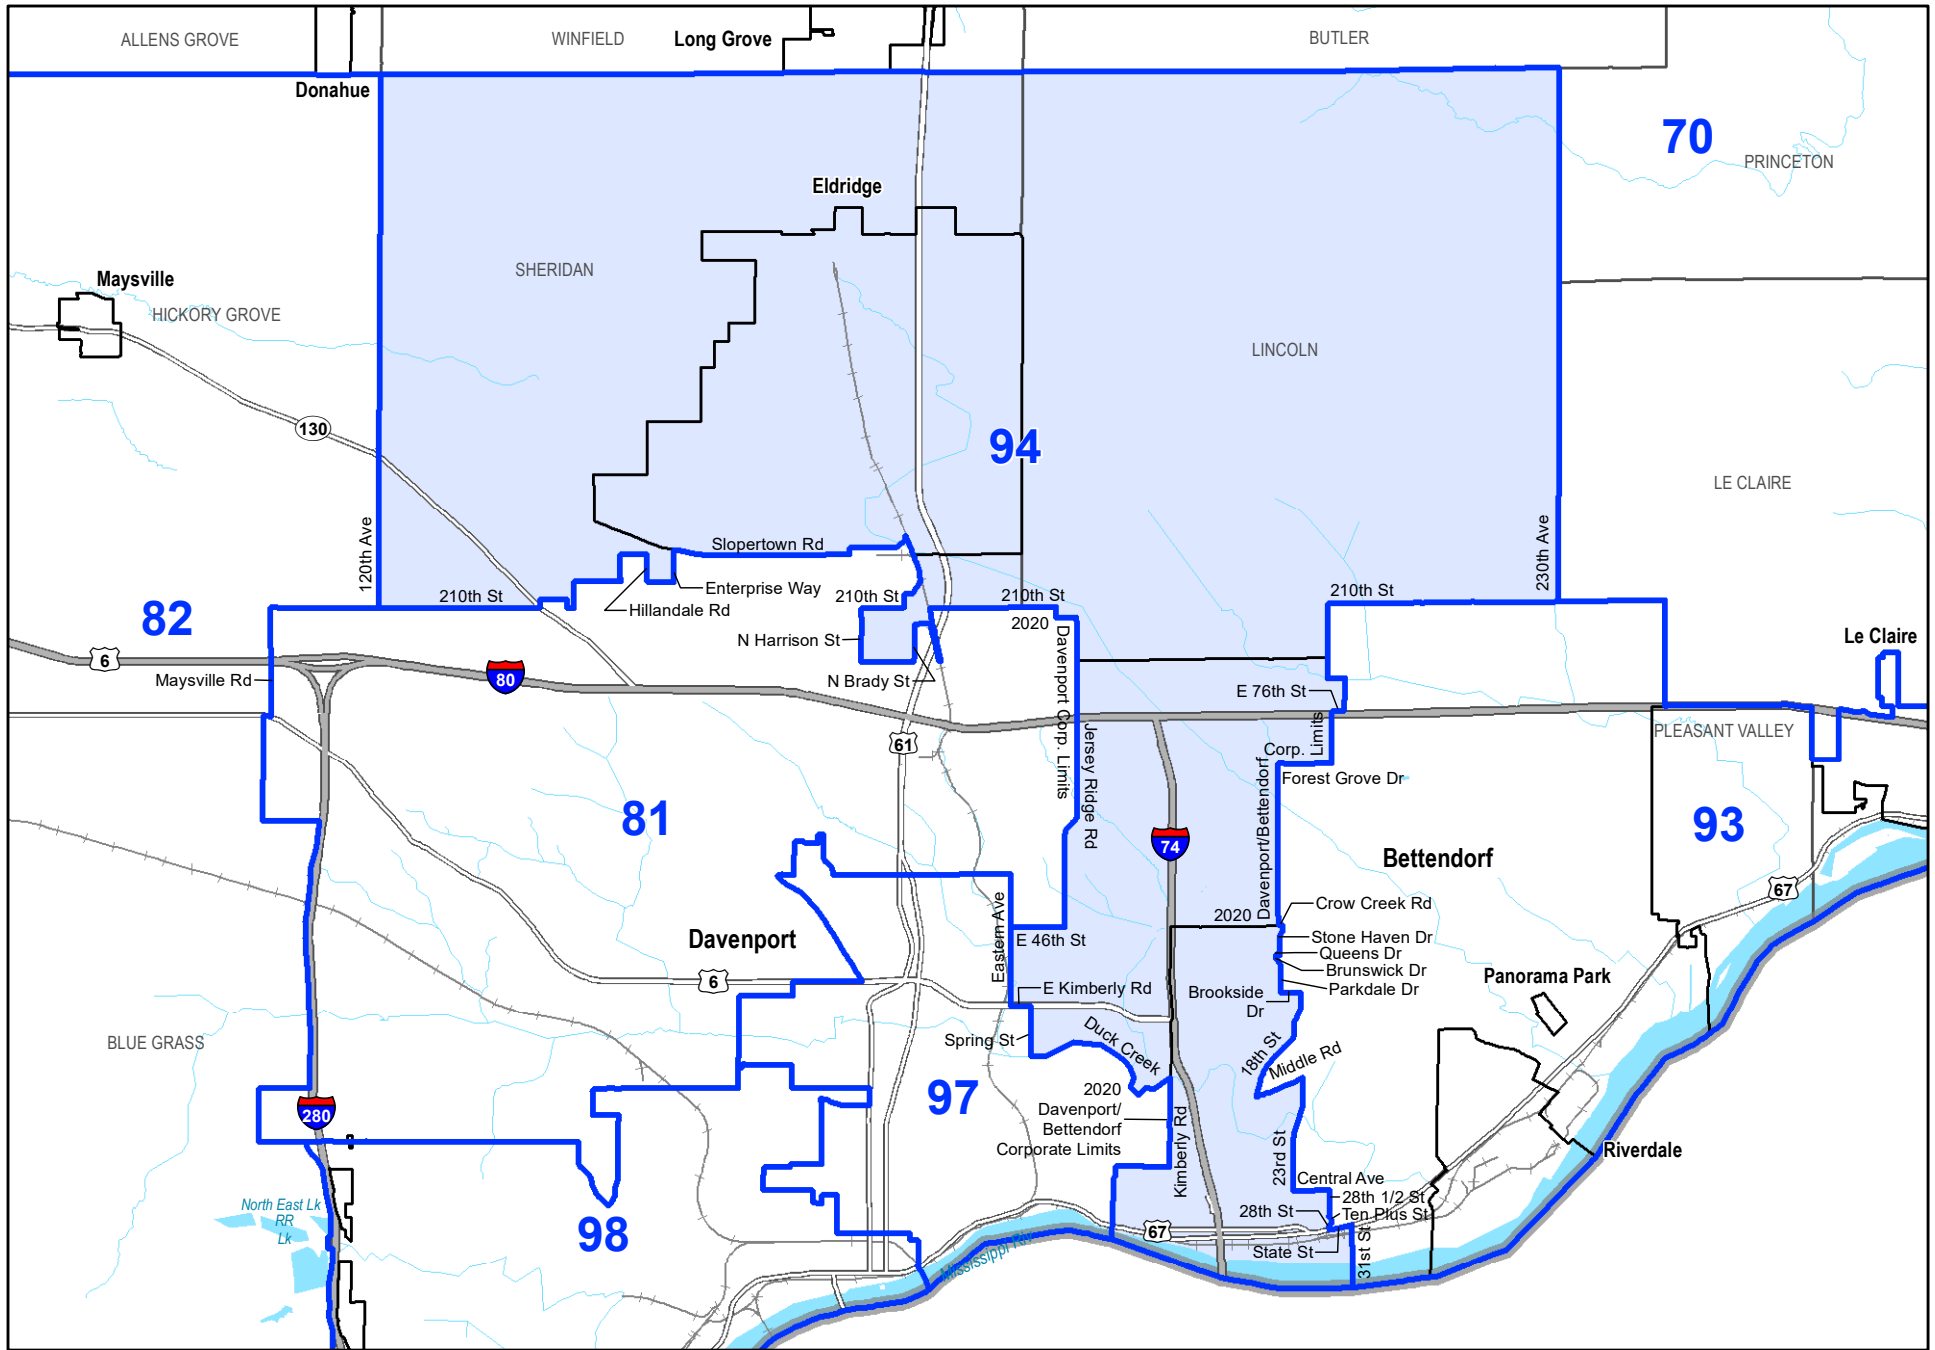 ALLENS GROVE
WINFIELD
Long Grove
BUTLER
Donahue
70
PRINCETON
Eldridge
SHERIDAN
Maysville
HICKORY GROVE
LINCOLN
130
94
LE CLAIRE
120th Ave
Slopertown Rd
230th Ave
Enterprise Way
Hillandale Rd
210th St
210th St
210th St
2020
210th St
82
N Harrison St
Le Claire
6
Maysville Rd
80
N Brady St
E 76th St
61
Davenport Corp. Limits
Jersey Ridge Rd
Davenport/Bettendorf
Corp. Limits
PLEASANT VALLEY
Forest Grove Dr
81
74
93
Bettendorf
67
Crow Creek Rd
2020
Davenport
Eastern Ave
E 46th St
Stone Haven Dr
Queens Dr
Brunswick Dr
Parkdale Dr
Panorama Park
6
E Kimberly Rd
Brookside
Dr
BLUE GRASS
Spring St
Duck Creek
18th St
Middle Rd
97
2020
Davenport/
Bettendorf
Corporate Limits
Kimberly Rd
280
23rd St
Riverdale
Central Ave
28th 1/2 St
28th St
Ten Plus St
North East Lk
RR
Lk
98
67
State St
31st St
Mississippi Riv